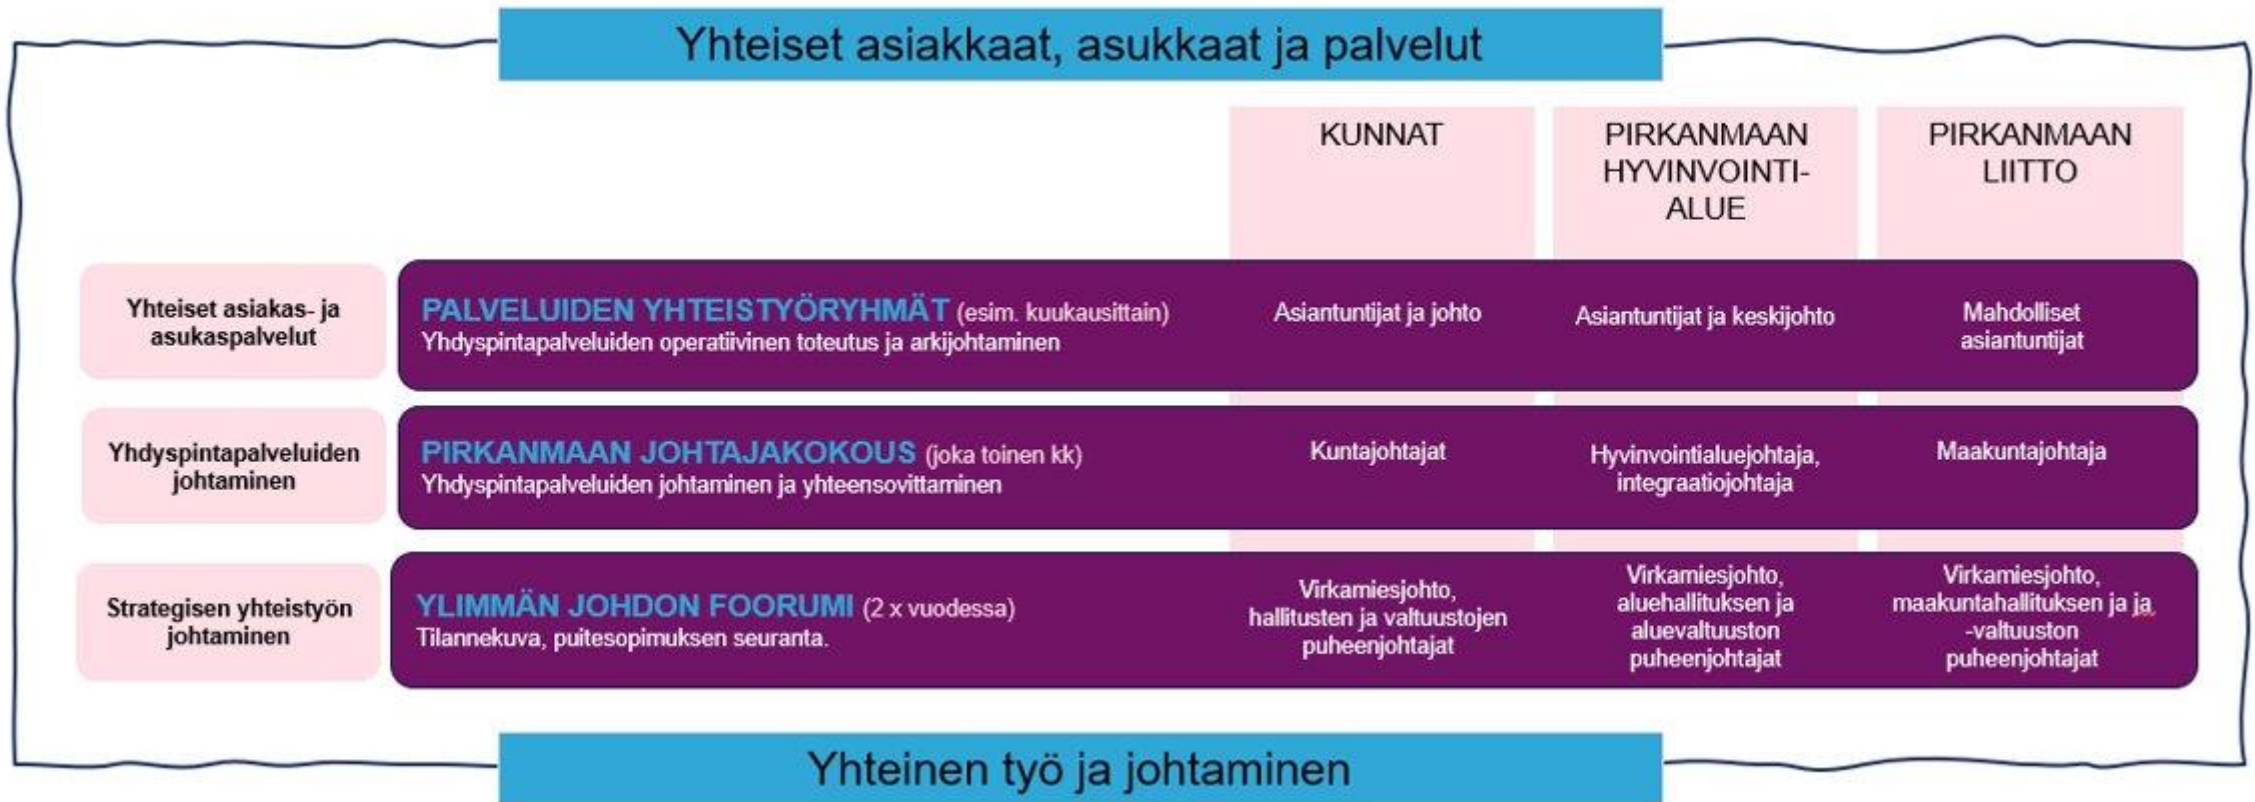 Yhteiset asiakkaat, asukkaat ja palvelut
KUNNAT
PIRKANMAAN
HYVINVOINTI-
ALUE
PIRKANMAAN
LIITTO
Yhteiset asiakas- ja
asukaspalvelut
PALVELUIDEN YHTEISTYÖRYHMÄT (esim. kuukausittain)
Yhdyspintapalveluiden operatiivinen toteutus ja arkijohtaminen
Asiantuntijat ja johto
Asiantuntijat ja keskijohto
Mahdolliset
asiantuntijat
Yhdyspintapalveluiden
johtaminen
PIRKANMAAN JOHTAJAKOKOUS (joka toinen kk)
Yhdyspintapalveluiden johtaminen ja yhteensovittaminen
Kuntajohtajat
Hyvinvointialuejohtaja,
integraatiojohtaja
Maakuntajohtaja
Strategisen yhteistyön
johtaminen
YLIMMÄN JOHDON FOORUMI (2 x vuodessa)
Tilannekuva, puitesopimuksen seuranta.
Virkamiesjohto,
hallitusten ja valtuustojen
puheenjohtajat
Virkamiesjohto,
aluehallituksen ja
aluevaltuuston
puheenjohtajat
Virkamiesjohto,
maakuntahallituksen ja ja
-valtuuston
puheenjohtajat
Yhteinen työ ja johtaminen